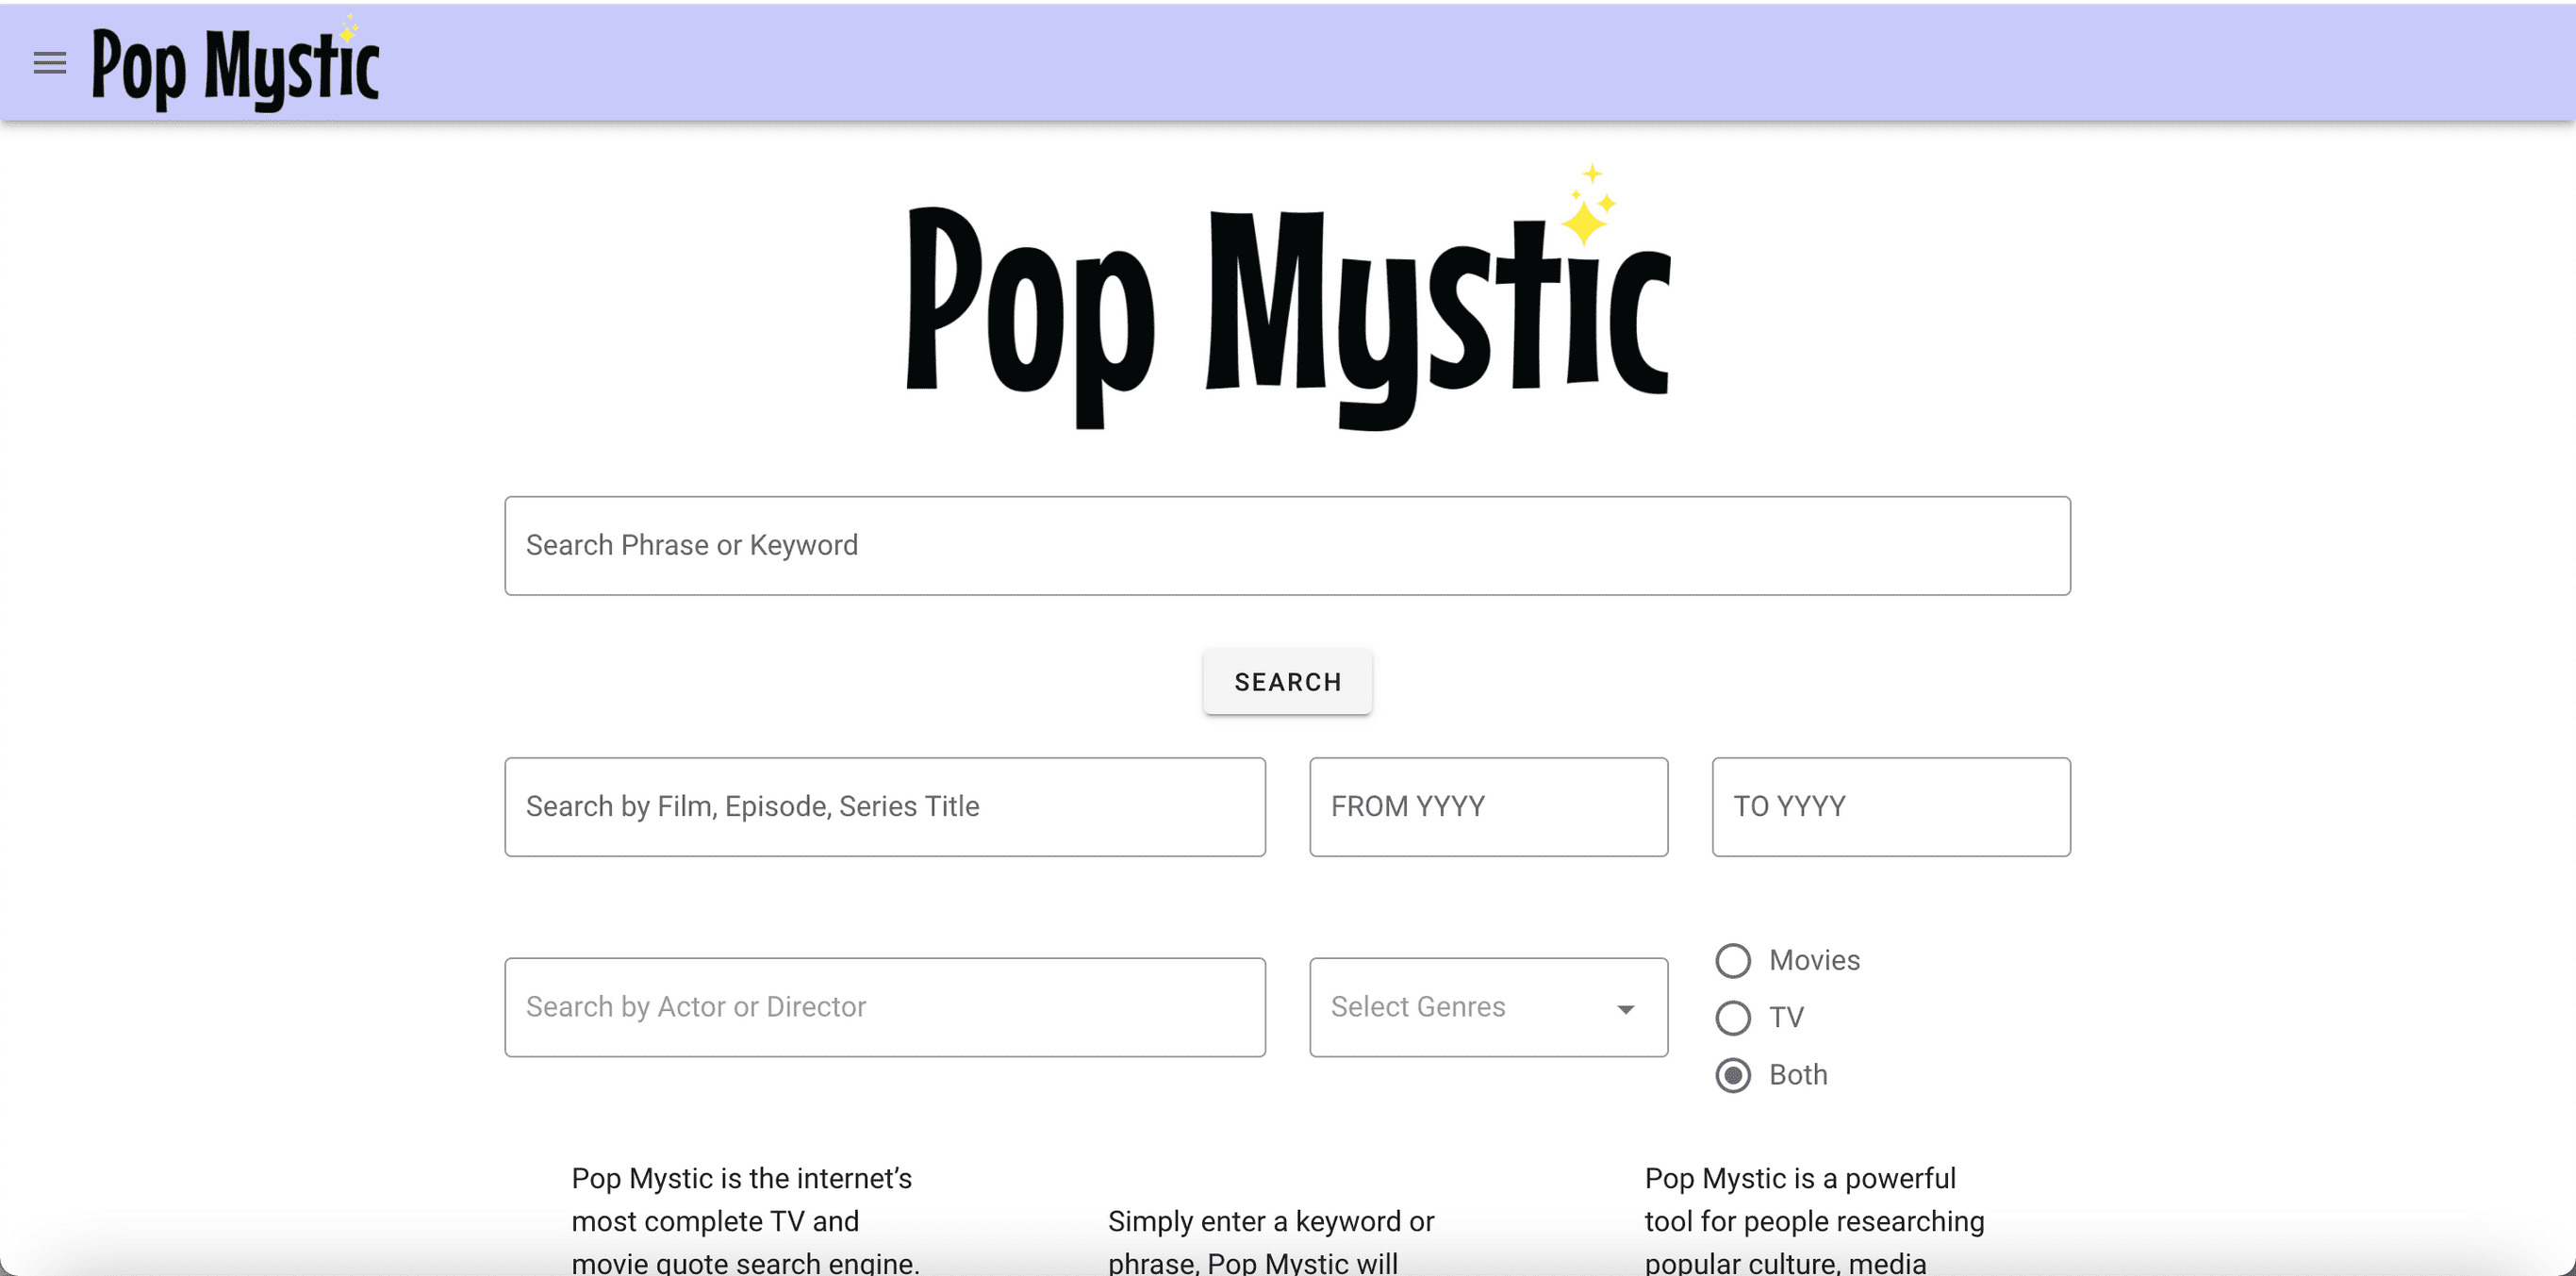 Pop Mystic
Pop Mystic
Search Phrase or Keyword
SEARCH
Search by Film, Episode, Series Title
FROM YYYY
TO YYYY
Search by Actor or Director
Select Genres
Movies
TV
Both
Pop Mystic is the internet’s
most complete TV and
movie quote search engine.
Simply enter a keyword or
phrase, Pop Mystic will
Pop Mystic is a powerful
tool for people researching
popular culture, media